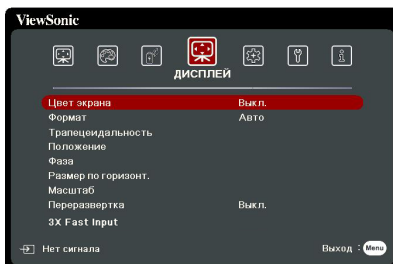 ViewSonic
ДИСПЛЕЙ
Цвет экрана Выкл.
Формат Авто
Трапецеидальность
Положение
Фаза
Размер по горизонт.
Масштаб
Переразвертка Выкл.
3X Fast Input
Нет сигнала Выход : Menu